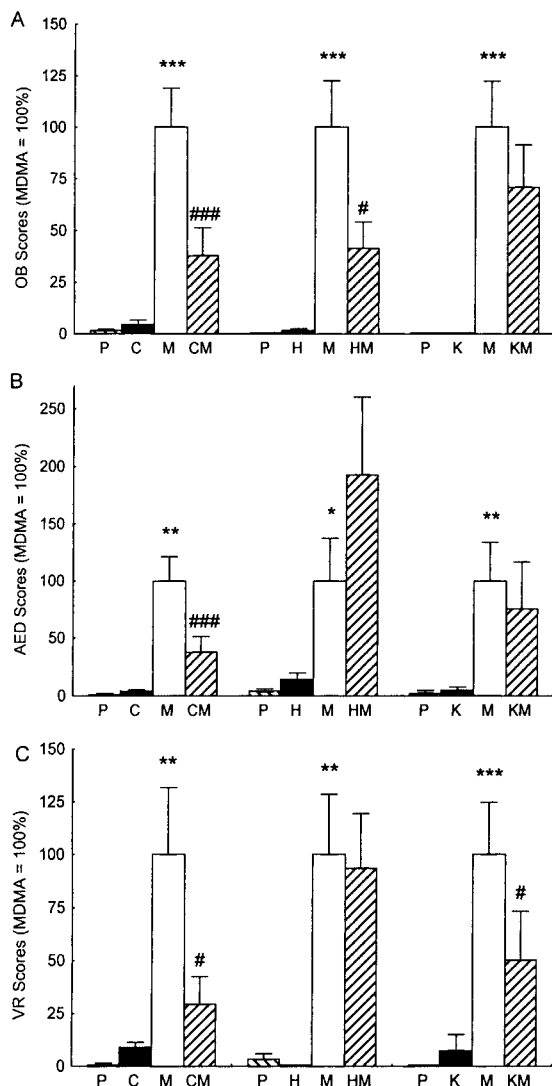 A
OB Scores (MDMA = 100%)
150
125
100
75
50
25
0
*** *** ***
### #
P C M CM P H M HM P K M KM
B
AED Scores (MDMA = 100%)
250
200
150
100
50
0
** * **
###
P C M CM P H M HM P K M KM
C
VR Scores (MDMA = 100%)
150
125
100
75
50
25
0
** ** ***
# #
P C M CM P H M HM P K M KM